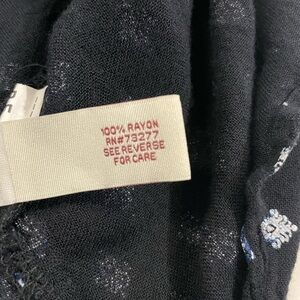 100% RAYON
RN#73277
SEE REVERSE
FOR CARE